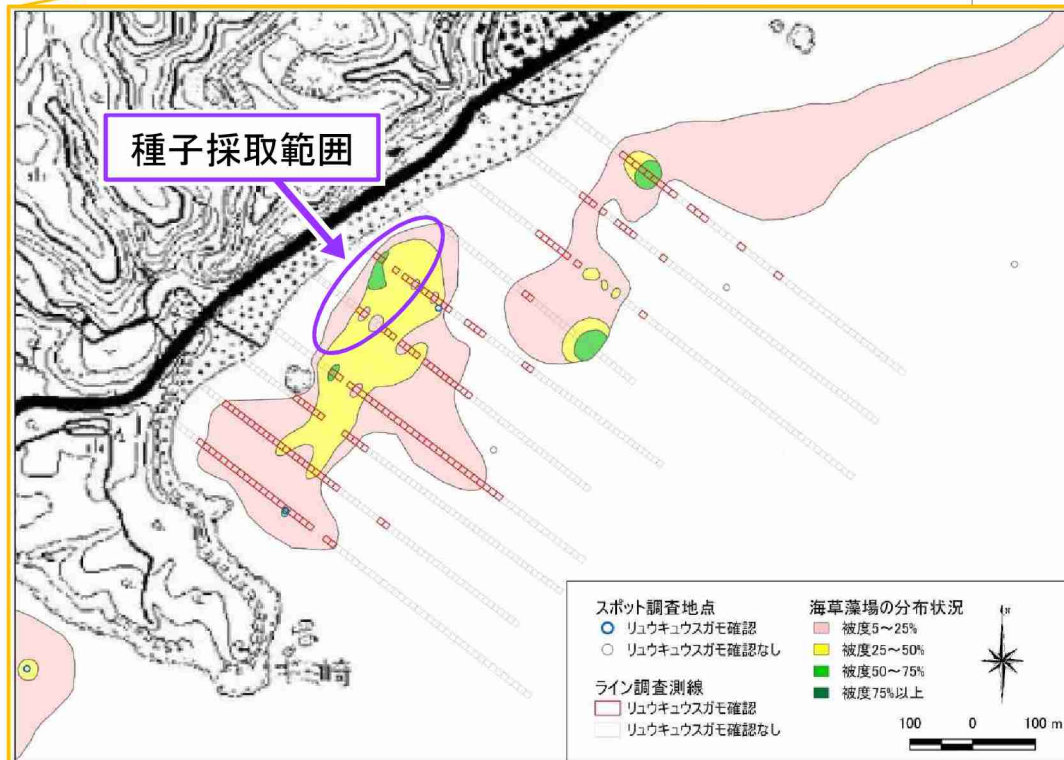 種子採取範囲
スポット調査地点
リュウキュウスガモ確認
リュウキュウスガモ確認なし
ライン調査測線
リュウキュウスガモ確認
リュウキュウスガモ確認なし
海草藻場の分布状況
被度5～25%
被度25～50%
被度50～75%
被度75%以上
N
100 0 100 m